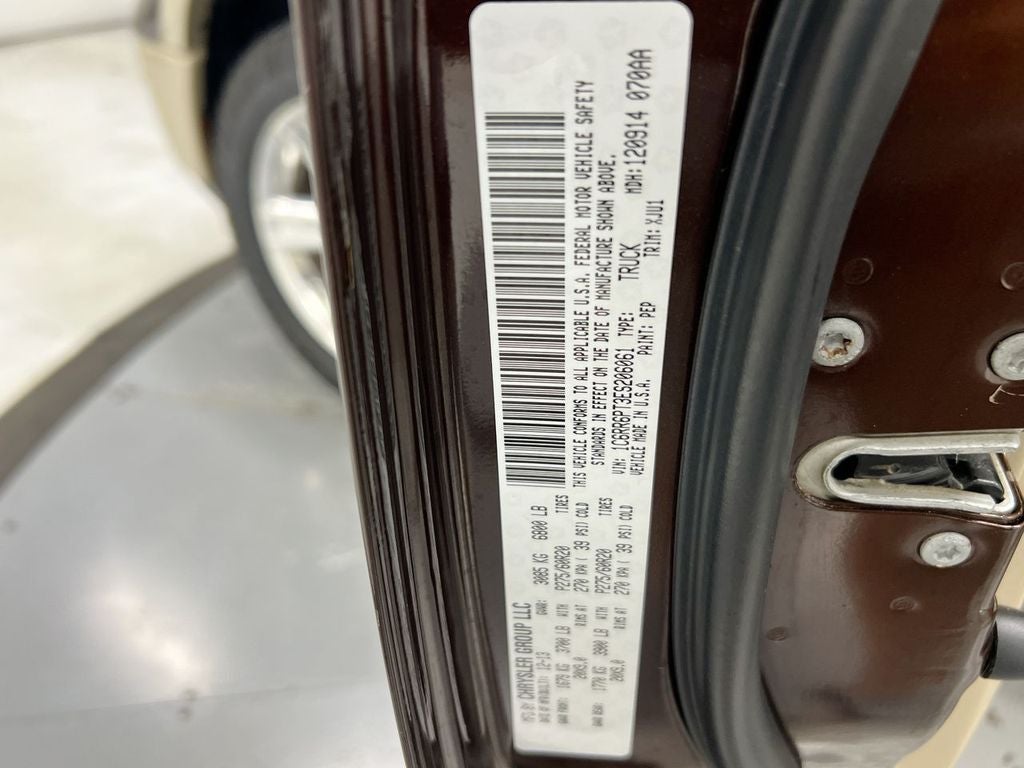 MFD BY CHRYSLER GROUP LLC
DATE OF MFR 12-13 GVWR: 3085 KG 6800 LB
GAWR FRONT: 1679 KG 3700 LB WITH P275/60R20 TIRES
20X9.0 RIMS AT 270 KPA ( 39 PSI) COLD
GAWR REAR: 1770 KG 3900 LB WITH P275/60R20 TIRES
20X9.0 RIMS AT 270 KPA ( 39 PSI) COLD
THIS VEHICLE CONFORMS TO ALL APPLICABLE U.S.A. FEDERAL MOTOR VEHICLE SAFETY
STANDARDS IN EFFECT ON THE DATE OF MANUFACTURE SHOWN ABOVE.
VIN: 1C6RR6PT3ES206061 TYPE: TRUCK MDH:120914 070AA
VEHICLE MADE IN U.S.A. PAINT: PEP TRIM: XJU1